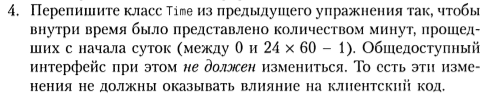 4. Перепишите класс Time из предыдущего упражнения так, чтобы
внутри время было представлено количеством минут, прошед-
ших с начала суток (между 0 и 24 × 60 − 1). Общедоступный
интерфейс при этом не должен измениться. То есть эти изме-
нения не должны оказывать влияние на клиентский код.